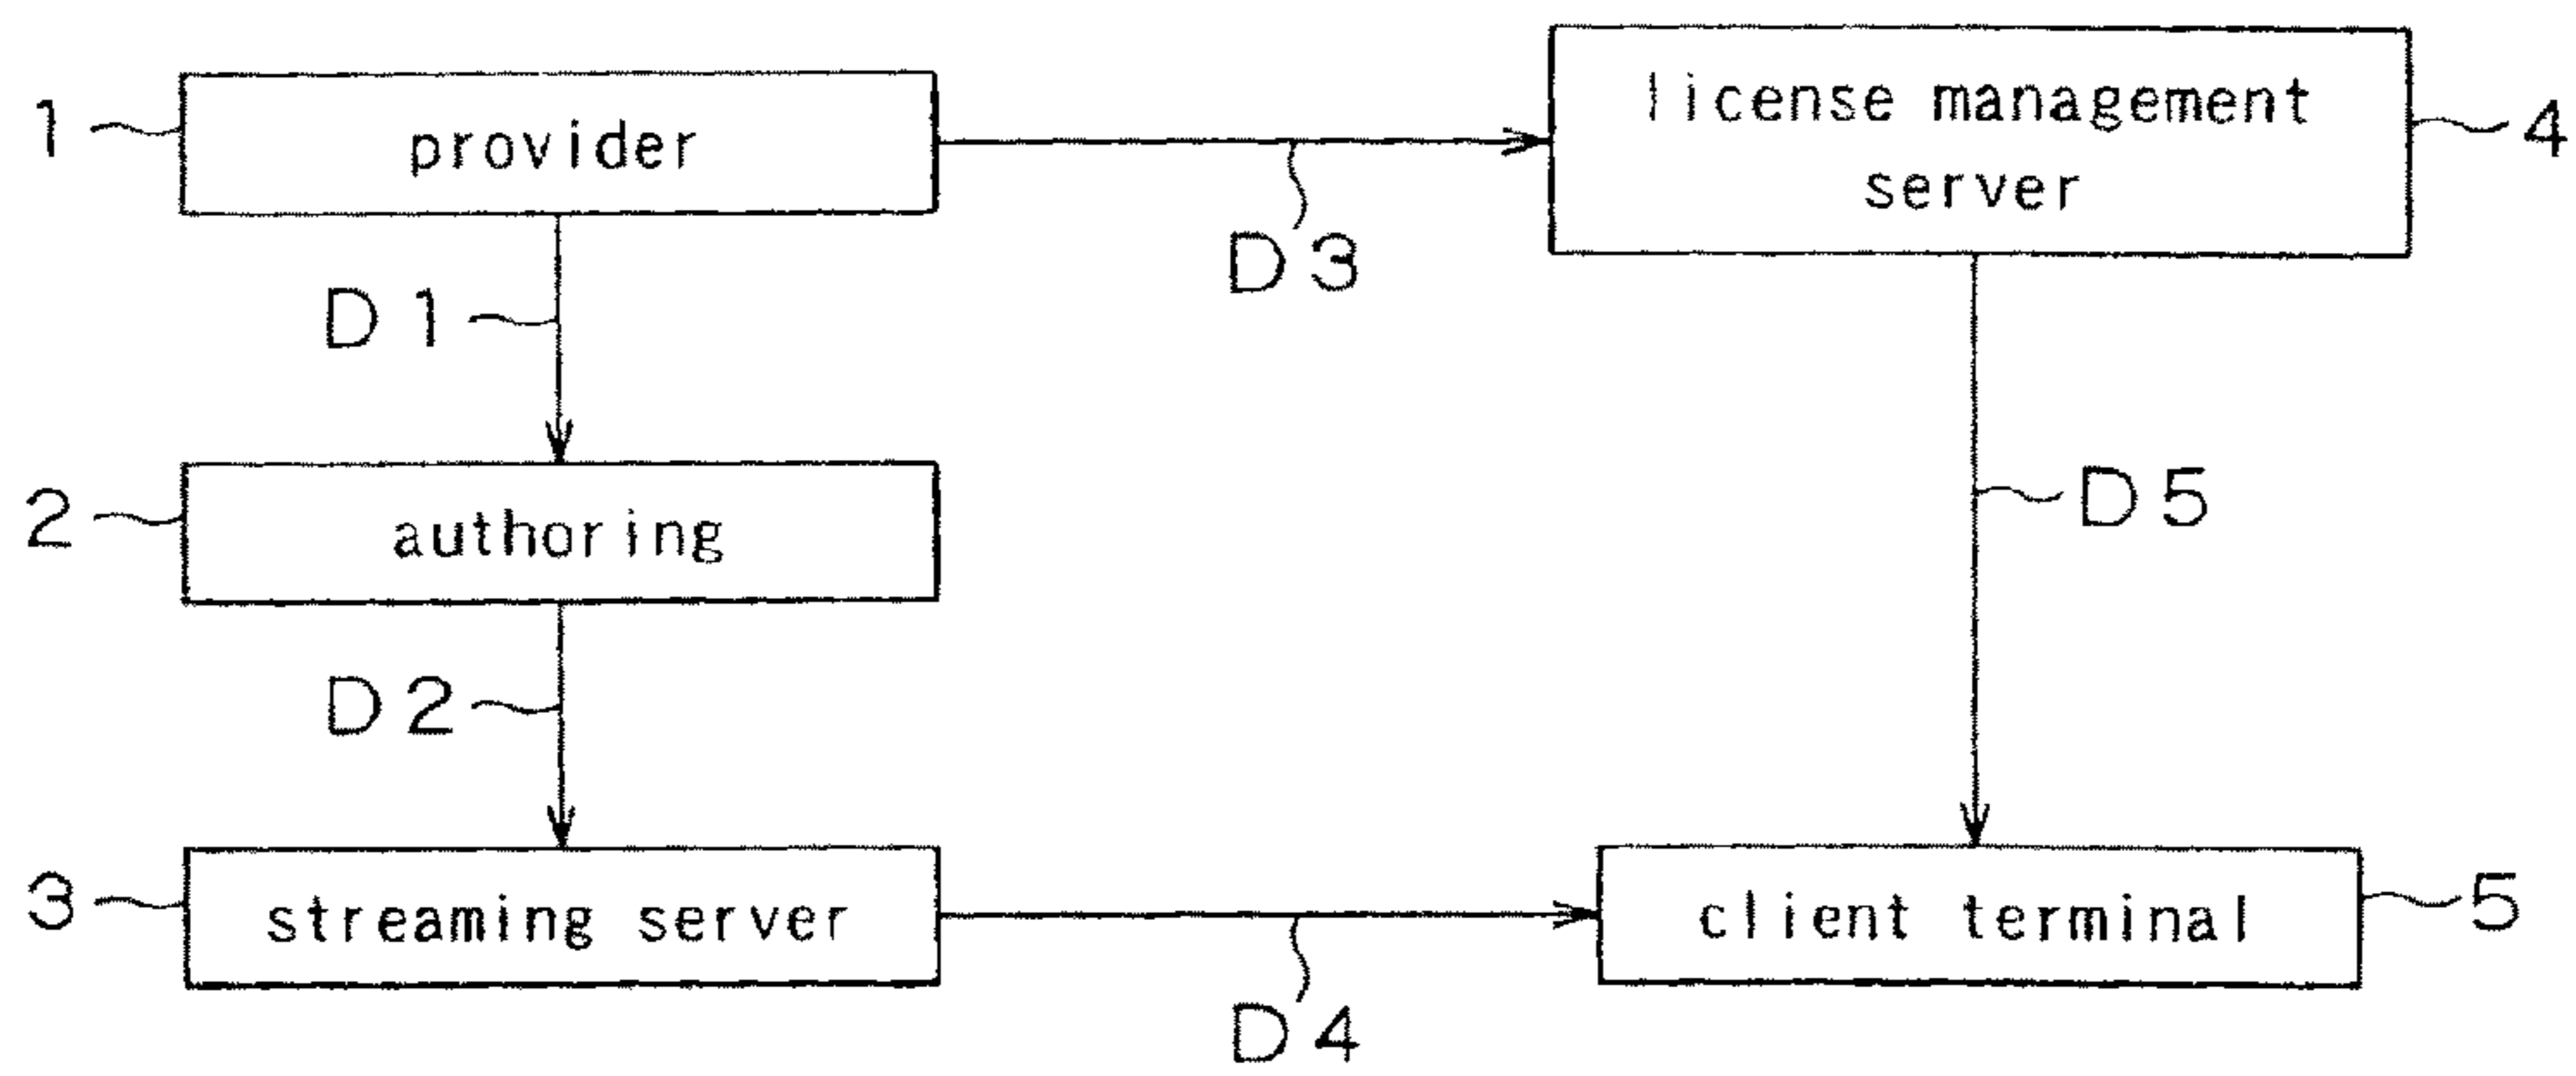 1
provider
license management
server
4
D3
D1
2
authoring
D5
D2
3
streaming server
client terminal
5
D4